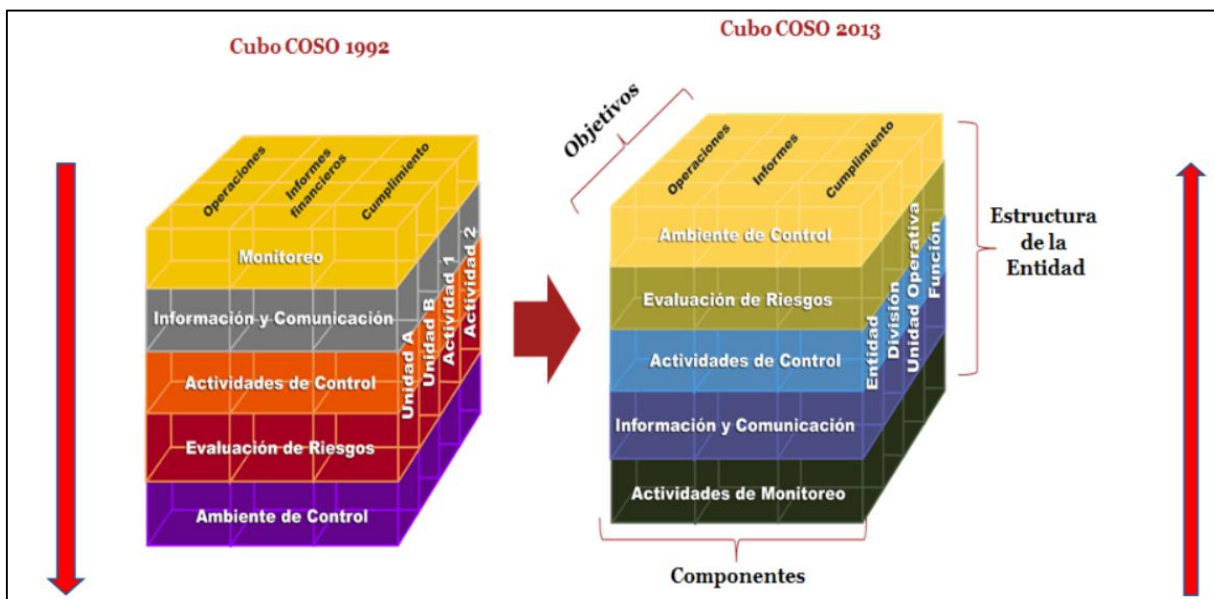 Cubo COSO 1992
Operaciones
Informes
financieros
Cumplimiento
Monitoreo
Información y Comunicación
Actividades de Control
Evaluación de Riesgos
Ambiente de Control
Unidad A
Unidad B
Actividad 1
Actividad 2
Cubo COSO 2013
Objetivos
Operaciones
Informes
Cumplimiento
Ambiente de Control
Evaluación de Riesgos
Actividades de Control
Información y Comunicación
Actividades de Monitoreo
Entidad
División
Unidad Operativa
Función
Estructura
de la
Entidad
Componentes